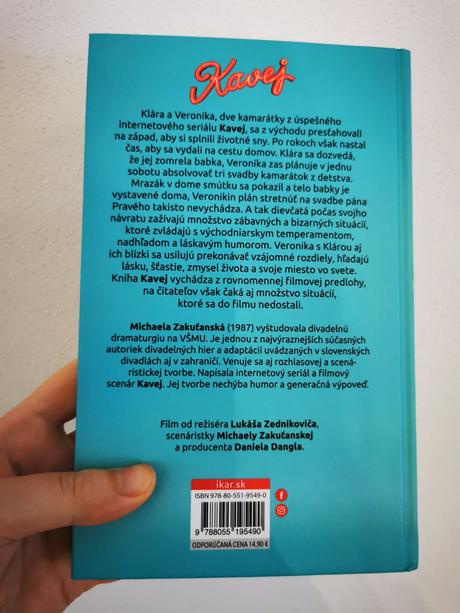 Kavej
Klára a Veronika, dve kamarátky z úspešného
internetového seriálu Kavej, sa z východu presťahovali
na západ, aby si splnili životné sny. Po rokoch však nastal
čas, aby sa vydali na cestu domov. Klára sa dozvedá,
že jej zomrela babka, Veronika zas plánuje v jednu
sobotu absolvovať tri svadby kamarátok z detstva.
Mrazák v dome smútku sa pokazil a telo babky je
vystavené doma, Veronikin plán stretnúť na svadbe pána
Pravého takisto nevychádza. A tak dievčatá počas svojho
návratu zažívajú množstvo zábavných a bizarných situácií,
ktoré zvládajú s východniarskym temperamentom,
nadhľadom a láskavým humorom. Veronika s Klárou aj
ich blízki sa usilujú prekonávať vzájomné rozdiely, hľadajú
lásku, šťastie, zmysel života a svoje miesto vo svete.
Kniha Kavej vychádza z rovnomennej filmovej predlohy,
na čitateľov však čaká aj množstvo situácií,
ktoré sa do filmu nedostali.
Michaela Zakuťanská (1987) vyštudovala divadelnú
dramaturgiu na VŠMU. Je jednou z najvýraznejších súčasných
autoriek divadelných hier a adaptácií uvádzaných v slovenských
divadlách aj v zahraničí. Venuje sa aj rozhlasovej a scená-
ristickej tvorbe. Napísala internetový seriál a filmový
scenár Kavej. Jej tvorbe nechýba humor a generačná výpoveď.
Film od režiséra Lukáša Zednikoviča,
scenáristky Michaely Zakuťanskej
a producenta Daniela Dangla.
ikar.sk
ISBN 978-80-551-9549-0
9 788055 195490
ODPORÚČANÁ CENA 14,90 €